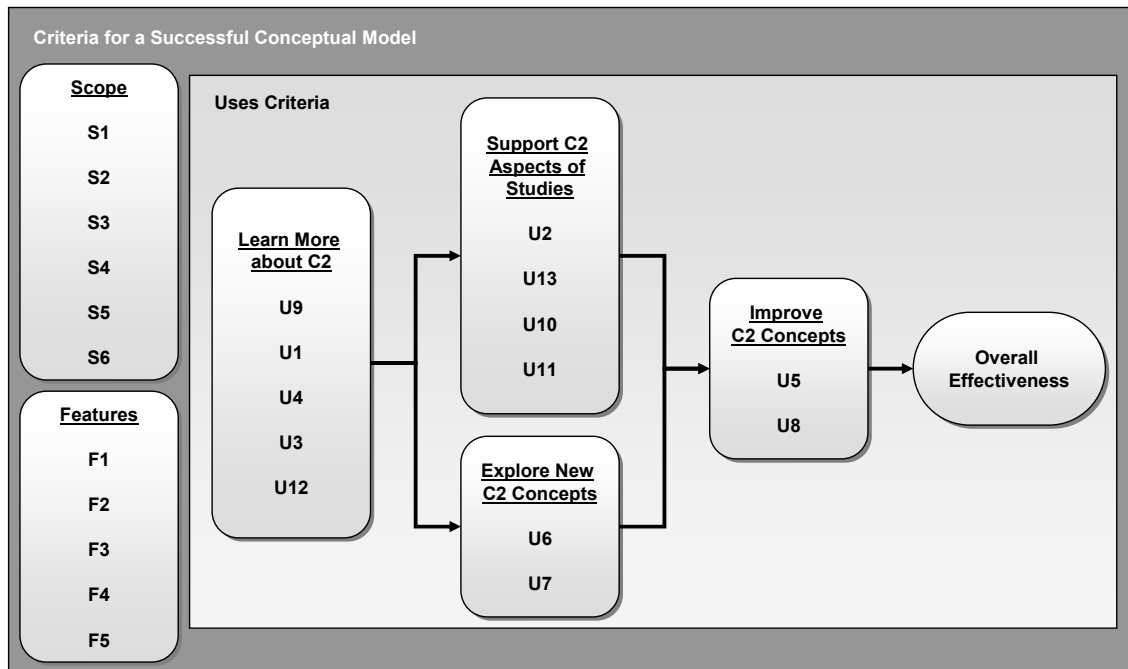 Criteria for a Successful Conceptual Model
Scope
S1
S2
S3
S4
S5
S6
Features
F1
F2
F3
F4
F5
Uses Criteria
Learn More
about C2
U9
U1
U4
U3
U12
Support C2
Aspects of
Studies
U2
U13
U10
U11
Explore New
C2 Concepts
U6
U7
Improve
C2 Concepts
U5
U8
Overall
Effectiveness